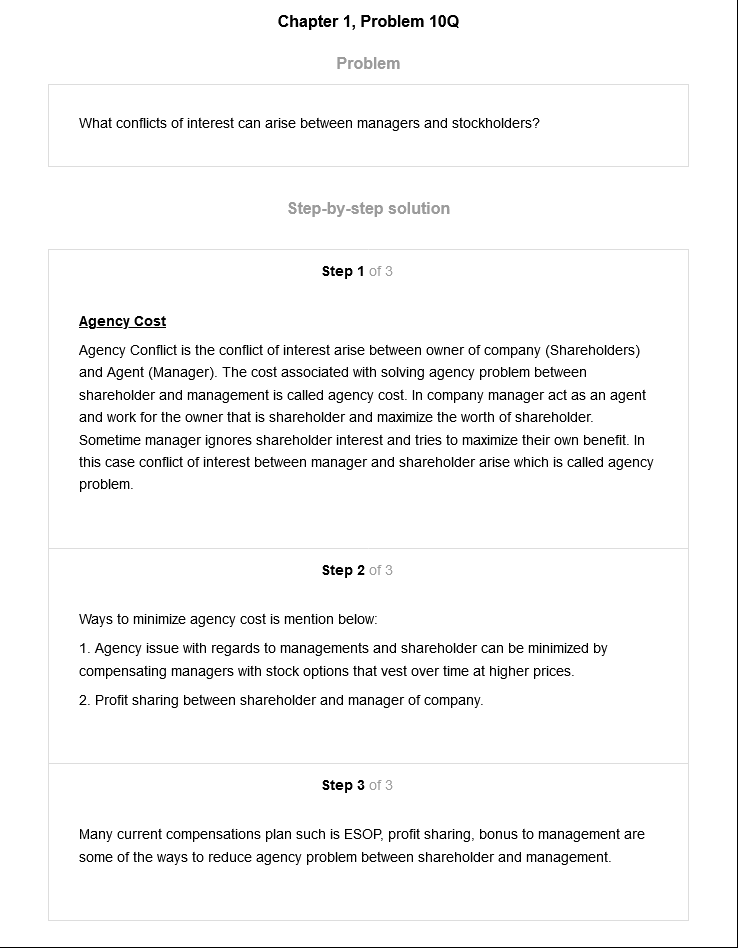 Chapter 1, Problem 10Q
Problem
What conflicts of interest can arise between managers and stockholders?
Step-by-step solution
Step 1 of 3
Agency Cost
Agency Conflict is the conflict of interest arise between owner of company (Shareholders)
and Agent (Manager). The cost associated with solving agency problem between
shareholder and management is called agency cost. In company manager act as an agent
and work for the owner that is shareholder and maximize the worth of shareholder.
Sometime manager ignores shareholder interest and tries to maximize their own benefit. In
this case conflict of interest between manager and shareholder arise which is called agency
problem.
Step 2 of 3
Ways to minimize agency cost is mention below:
1. Agency issue with regards to managements and shareholder can be minimized by
compensating managers with stock options that vest over time at higher prices.
2. Profit sharing between shareholder and manager of company.
Step 3 of 3
Many current compensations plan such is ESOP, profit sharing, bonus to management are
some of the ways to reduce agency problem between shareholder and management.